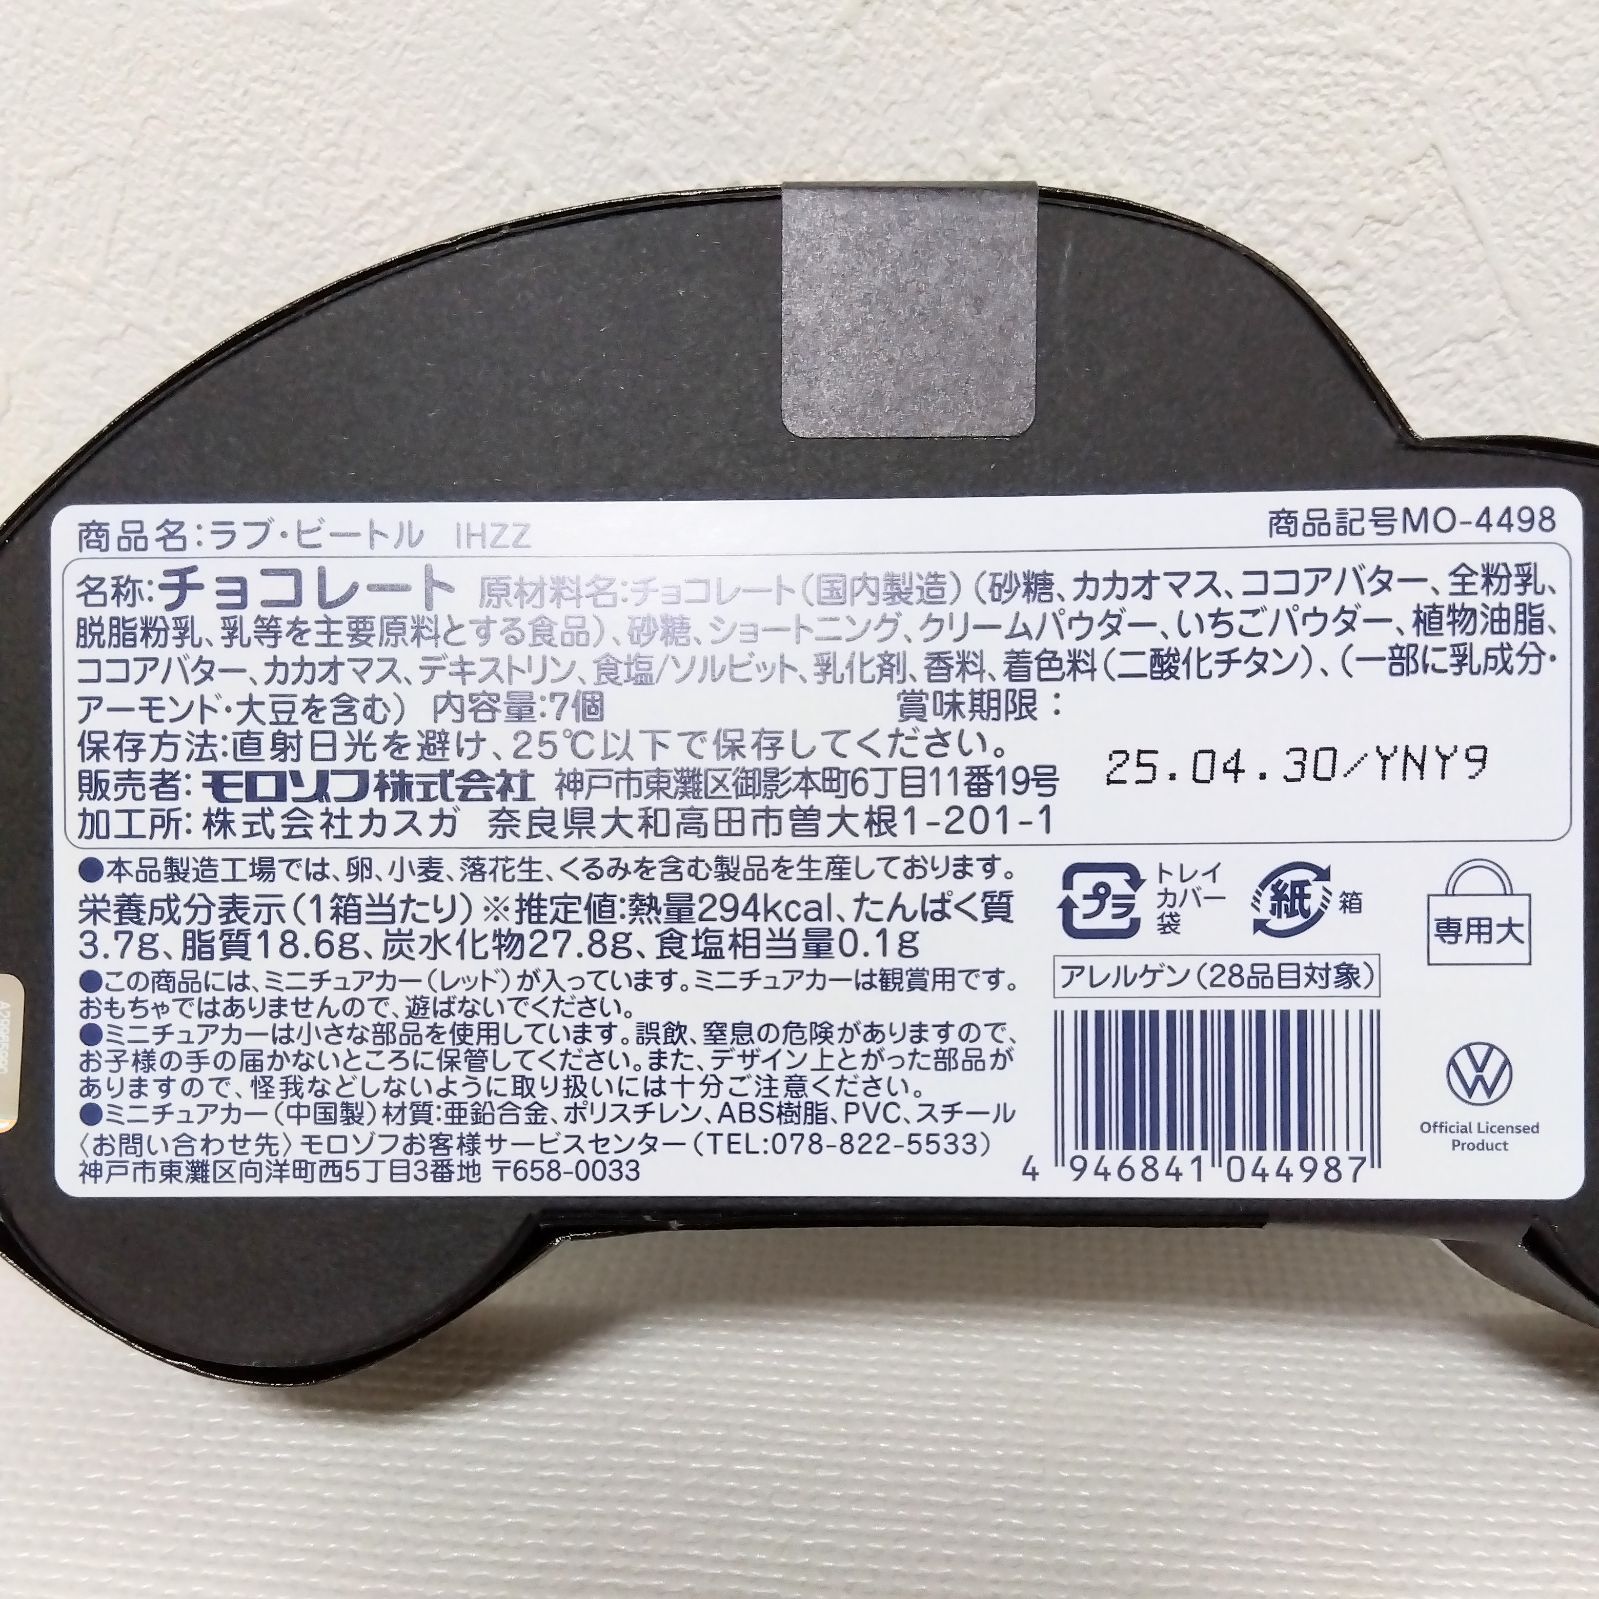 商品名:ラブ・ビートル IHZZ
商品記号MO-4498
名称:チョコレート 原材料名:チョコレート(国内製造)(砂糖、カカオマス、ココアバター、全粉乳、
脱脂粉乳、乳等を主要原料とする食品)、砂糖、ショートニング、クリームパウダー、いちごパウダー、植物油脂、
ココアバター、カカオマス、デキストリン、食塩/ソルビット、乳化剤、香料、着色料(二酸化チタン)、(一部に乳成分・
アーモンド・大豆を含む) 内容量:7個 賞味期限:
保存方法:直射日光を避け、25℃以下で保存してください。
25.04.30/YNY9
販売者:モロゾフ株式会社 神戸市東灘区御影本町6丁目11番19号
加工所:株式会社カスガ 奈良県大和高田市曽大根1-201-1
●本品製造工場では、卵、小麦、落花生、くるみを含む製品を生産しております。
栄養成分表示(1箱当たり)※推定値:熱量294kcal、たんぱく質
3.7g、脂質18.6g、炭水化物27.8g、食塩相当量0.1g
●この商品には、ミニチュアカー(レッド)が入っています。ミニチュアカーは観賞用です。
おもちゃではありませんので、遊ばないでください。
●ミニチュアカーは小さな部品を使用しています。誤飲、窒息の危険がありますので、
お子様の手の届かないところに保管してください。また、デザイン上とがった部品が
ありますので、怪我などしないように取り扱いには十分ご注意ください。
●ミニチュアカー(中国製)材質:亜鉛合金、ポリスチレン、ABS樹脂、PVC、スチール
〈お問い合わせ先〉モロゾフお客様サービスセンター(TEL:078-822-5533)
神戸市東灘区向洋町西5丁目3番地 〒658-0033
プラ
トレイ
カバー
袋
紙
箱
専用大
アレルゲン(28品目対象)
4 946841 044987
Official Licensed
Product